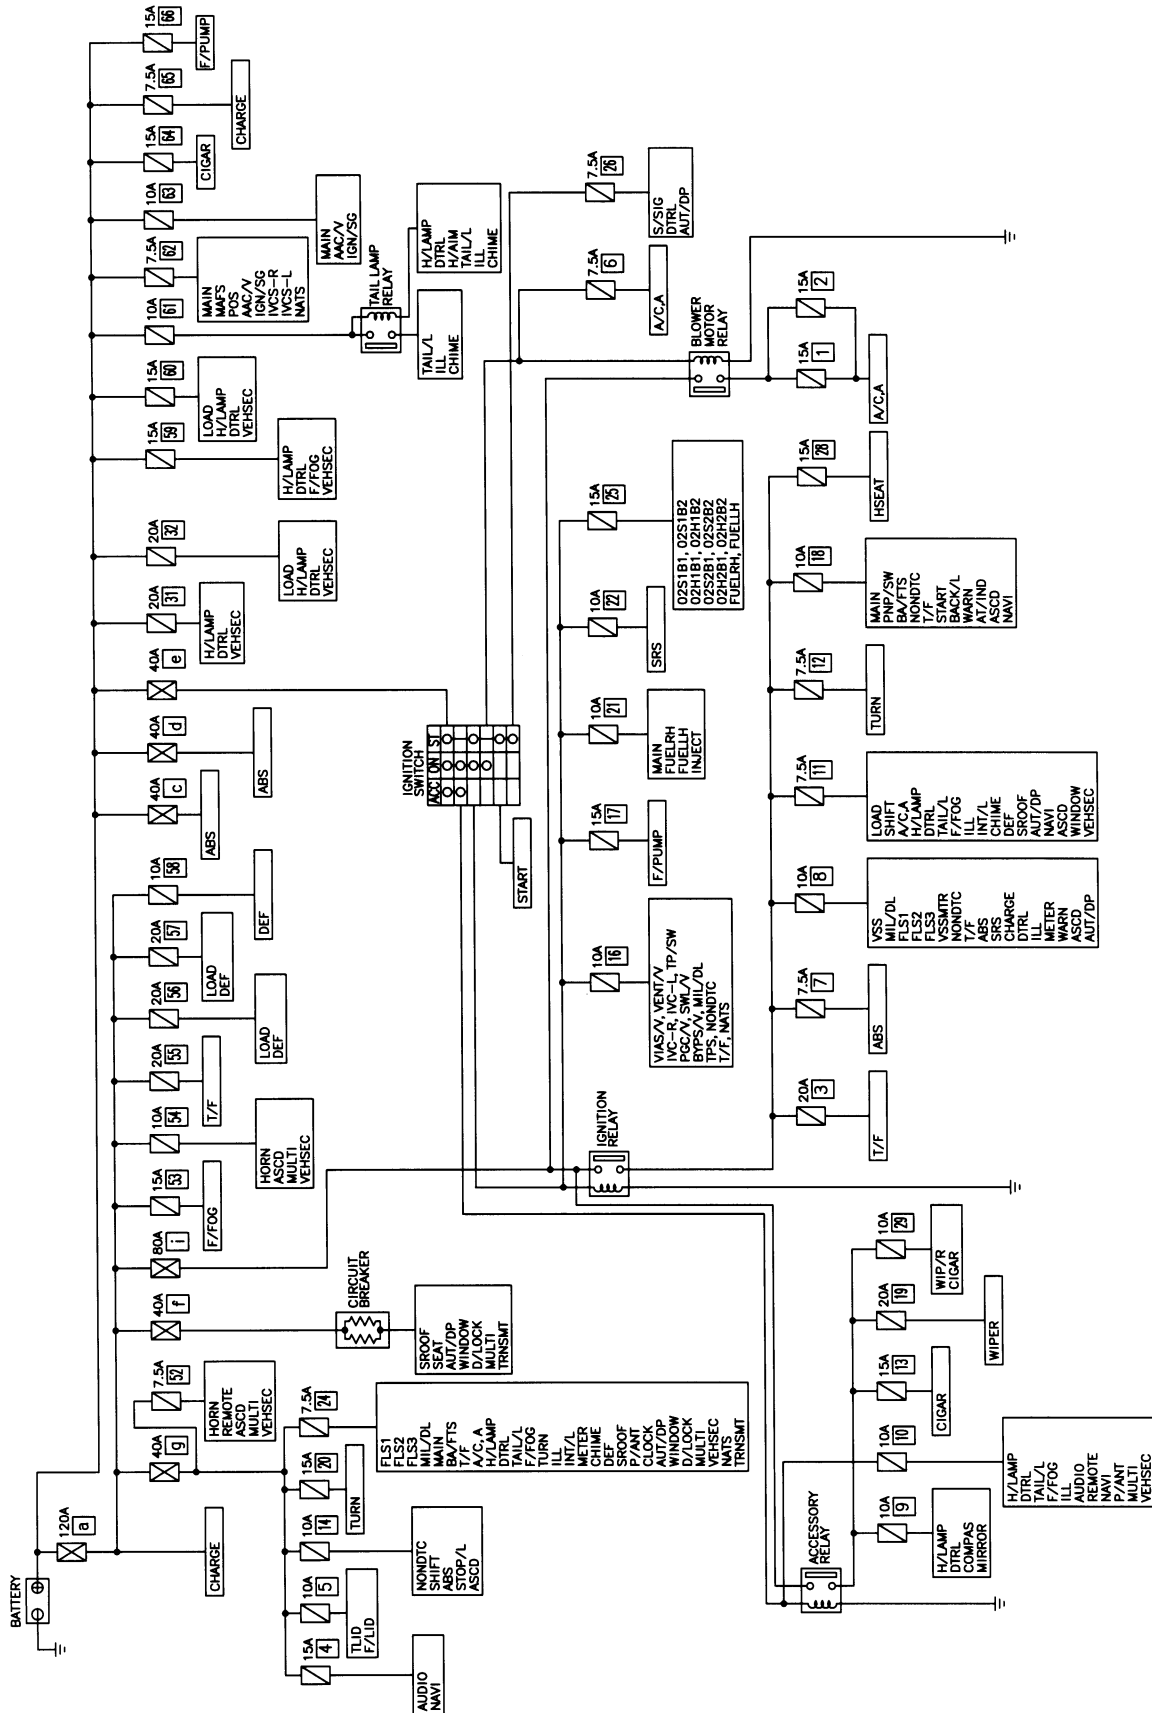 BATTERY
120A
a
CHARGE
40A
g
7.5A
52
HORN
REMOTE
ASCD
MULTI
VEHSEC
40A
f
CIRCUIT
BREAKER
SROOF
SEAT
AUT/DP
WINDOW
D/LOCK
MULTI
TRNSMT
80A
i
15A
53
F/FOG
10A
54
HORN
ASCD
MULTI
VEHSEC
20A
55
T/F
20A
56
LOAD
DEF
20A
57
LOAD
DEF
10A
58
DEF
40A
c
ABS
40A
d
ABS
40A
e
20A
31
H/LAMP
DTRL
VEHSEC
20A
32
LOAD
H/LAMP
DTRL
VEHSEC
15A
59
H/LAMP
DTRL
F/FOG
VEHSEC
15A
60
LOAD
H/LAMP
DTRL
VEHSEC
10A
61
TAIL LAMP
RELAY
TAIL/L
ILL
CHIME
H/LAMP
DTRL
H/AIM
TAIL/L
ILL
CHIME
7.5A
62
MAIN
MAFS
POS
AAC/V
IGN/SG
IVCS-R
IVCS-L
NATS
10A
63
MAIN
AAC/V
IGN/SG
15A
64
CIGAR
7.5A
65
CHARGE
15A
66
F/PUMP
15A
4
AUDIO
NAVI
10A
5
TLID
F/LID
10A
14
NONDTC
SHIFT
ABS
STOP/L
ASCD
15A
20
TURN
7.5A
24
FLS1
FLS2
FLS3
MIL/DL
MAIN
BA/FTS
T/F
A/C, A
H/LAMP
DTRL
TAIL/L
F/FOG
TURN
ILL
INT/L
METER
CHIME
DEF
SROOF
P/ANT
CLOCK
AUT/DP
WINDOW
D/LOCK
MULTI
VEHSEC
NATS
TRNSMT
IGNITION
SWITCH
ACC
ON
ST
START
IGNITION
RELAY
10A
16
VIAS/V, VENT/V
IVC-R, IVC-L, TP/SW
PGC/V, SWL/V
BYPS/V, MIL/DL
TPS, NONDTC
T/F, NATS
15A
17
F/PUMP
10A
21
MAIN
FUELRH
FUELLH
INJECT
10A
22
SRS
15A
25
02S1B1, 02S1B2
02H1B1, 02H1B2
02S2B1, 02S2B2
02H2B1, 02H2B2
FUELRH, FUELLH
7.5A
6
A/C,A
7.5A
26
S/SIG
DTRL
AUT/DP
BLOWER
MOTOR
RELAY
15A
1
15A
2
A/C,A
20A
3
T/F
7.5A
7
ABS
10A
8
VSS
MIL/DL
FLS1
FLS2
FLS3
VSSMTR
NONDTC
T/F
ABS
SRS
CHARGE
DTRL
ILL
METER
WARN
ASCD
AUT/DP
7.5A
11
LOAD
SHIFT
A/C,A
H/LAMP
DTRL
TAIL/L
F/FOG
ILL
INT/L
CHIME
DEF
SROOF
AUT/DP
NAVI
ASCD
WINDOW
VEHSEC
7.5A
12
TURN
10A
18
MAIN
PNP/SW
BA/FTS
NONDTC
T/F
START
BACK/L
WARN
AT/IND
ASCD
NAVI
15A
28
HSEAT
ACCESSORY
RELAY
10A
9
H/LAMP
DTRL
COMPAS
MIRROR
10A
10
H/LAMP
DTRL
TAIL/L
F/FOG
ILL
AUDIO
REMOTE
NAVI
P/ANT
MULTI
VEHSEC
15A
13
CIGAR
20A
19
WIPER
10A
29
WIP/R
CIGAR